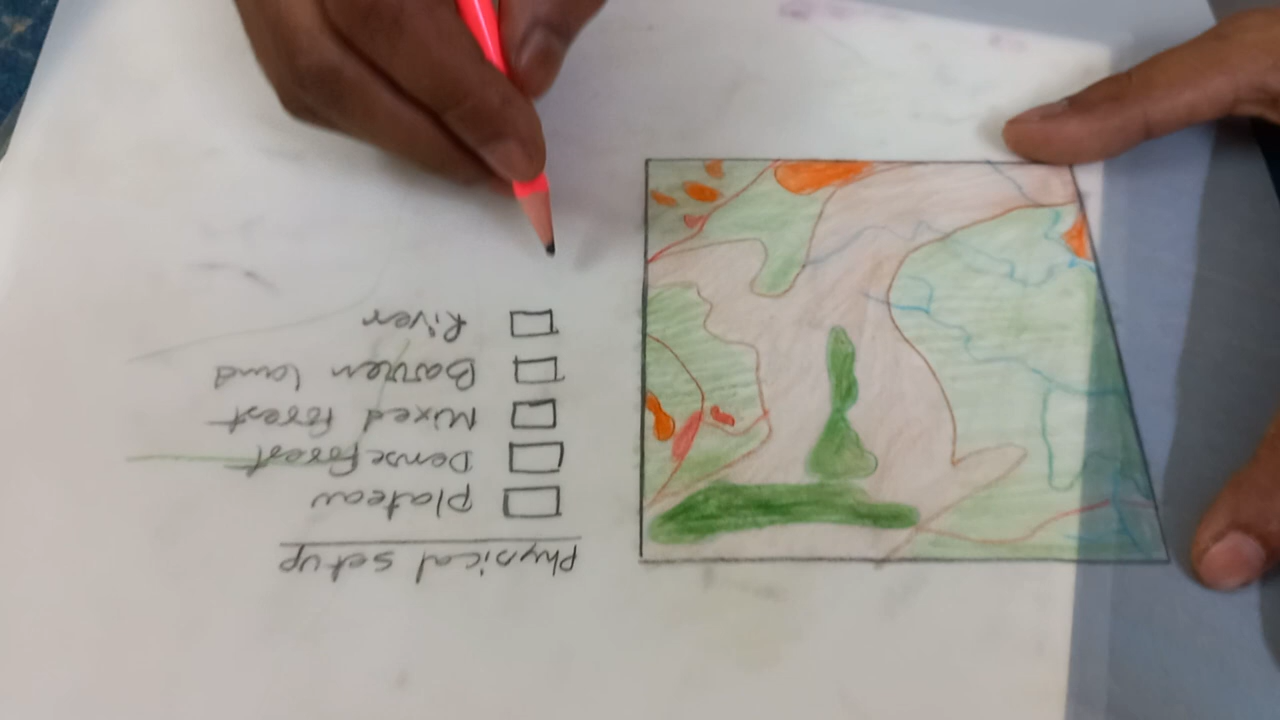 Physical setup
Plateau
Dense forest
Mixed forest
Barren land
River